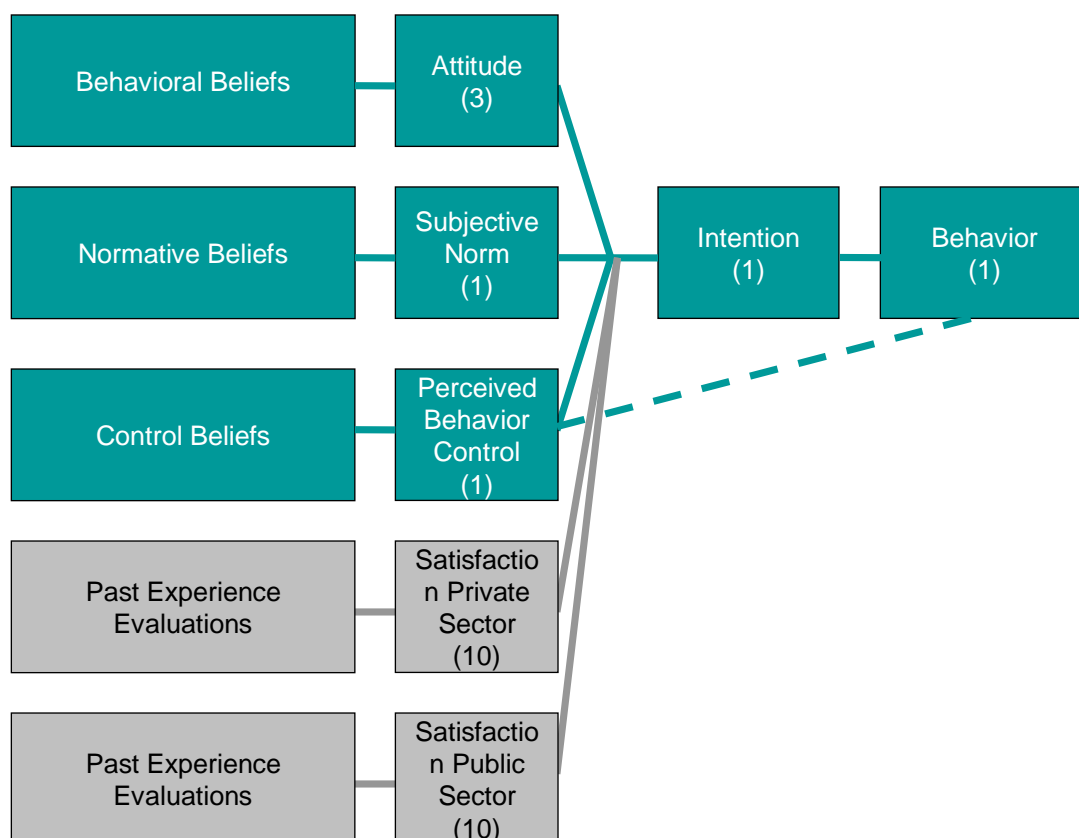 Behavioral Beliefs
Attitude
(3)
Normative Beliefs
Subjective
Norm
(1)
Intention
(1)
Behavior
(1)
Control Beliefs
Perceived
Behavior
Control
(1)
Past Experience
Evaluations
Satisfactio
n Private
Sector
(10)
Past Experience
Evaluations
Satisfactio
n Public
Sector
(10)